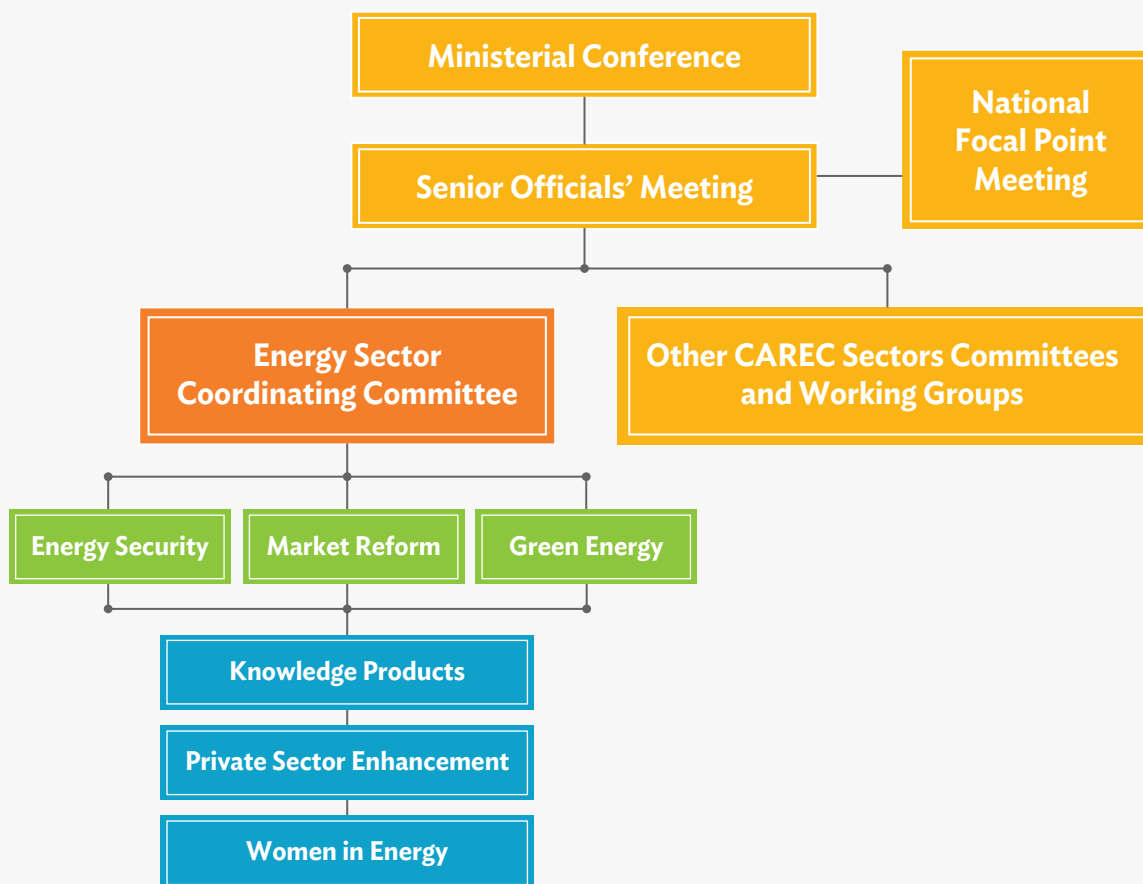 Ministerial Conference
National
Focal Point
Meeting
Senior Officials’ Meeting
Energy Sector
Coordinating Committee
Other CAREC Sectors Committees
and Working Groups
Energy Security
Market Reform
Green Energy
Knowledge Products
Private Sector Enhancement
Women in Energy